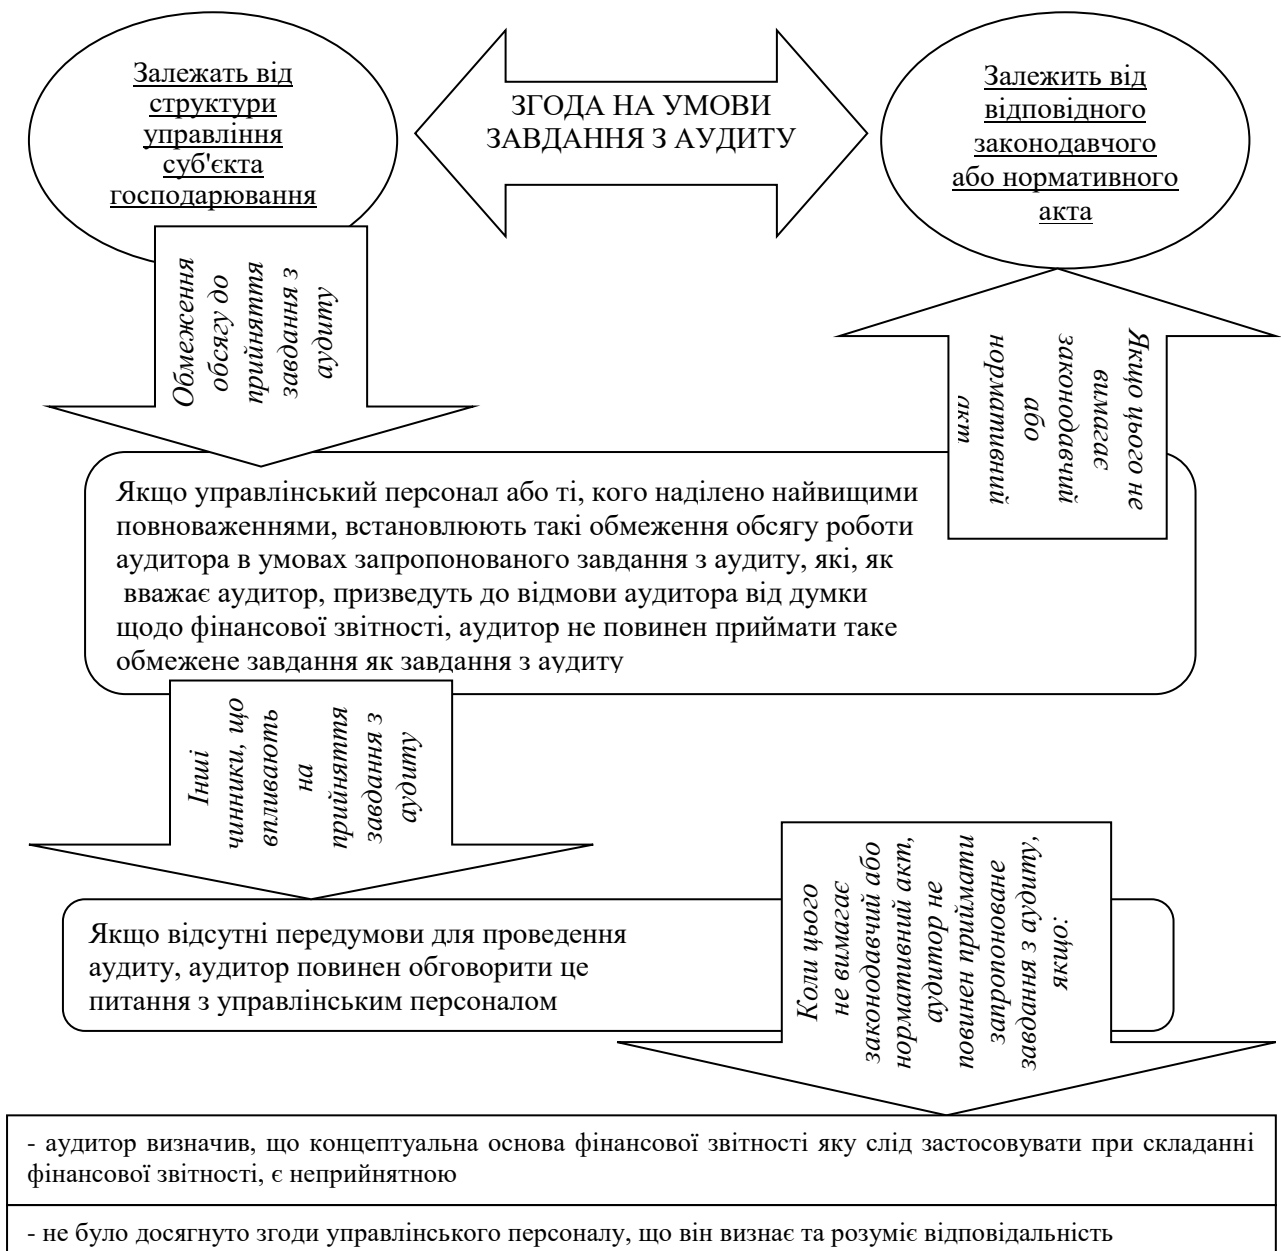 Залежать від
структури
управління
суб'єкта
господарювання
ЗГОДА НА УМОВИ
ЗАВДАННЯ З АУДИТУ
Залежить від
відповідного
законодавчого
або нормативного
акта
Обмеження
обсягу до
прийняття
завдання з
аудиту
Якщо цього не
вимагає
законодавчий
або
нормативний
акт
Якщо управлінський персонал або ті, кого наділено найвищими
повноваженнями, встановлюють такі обмеження обсягу роботи
аудитора в умовах запропонованого завдання з аудиту, які, як
вважає аудитор, призведуть до відмови аудитора від думки
щодо фінансової звітності, аудитор не повинен приймати таке
обмежене завдання як завдання з аудиту
Інші
чинники, що
впливають
на
прийняття
завдання з
аудиту
Якщо відсутні передумови для проведення
аудиту, аудитор повинен обговорити це
питання з управлінським персоналом
Коли цього
не вимагає
законодавчий або
нормативний акт,
аудитор не
повинен приймати
запропоноване
завдання з аудиту,
якщо:
- аудитор визначив, що концептуальна основа фінансової звітності яку слід застосовувати при складанні
фінансової звітності, є неприйнятною
- не було досягнуто згоди управлінського персоналу, що він визнає та розуміє відповідальність